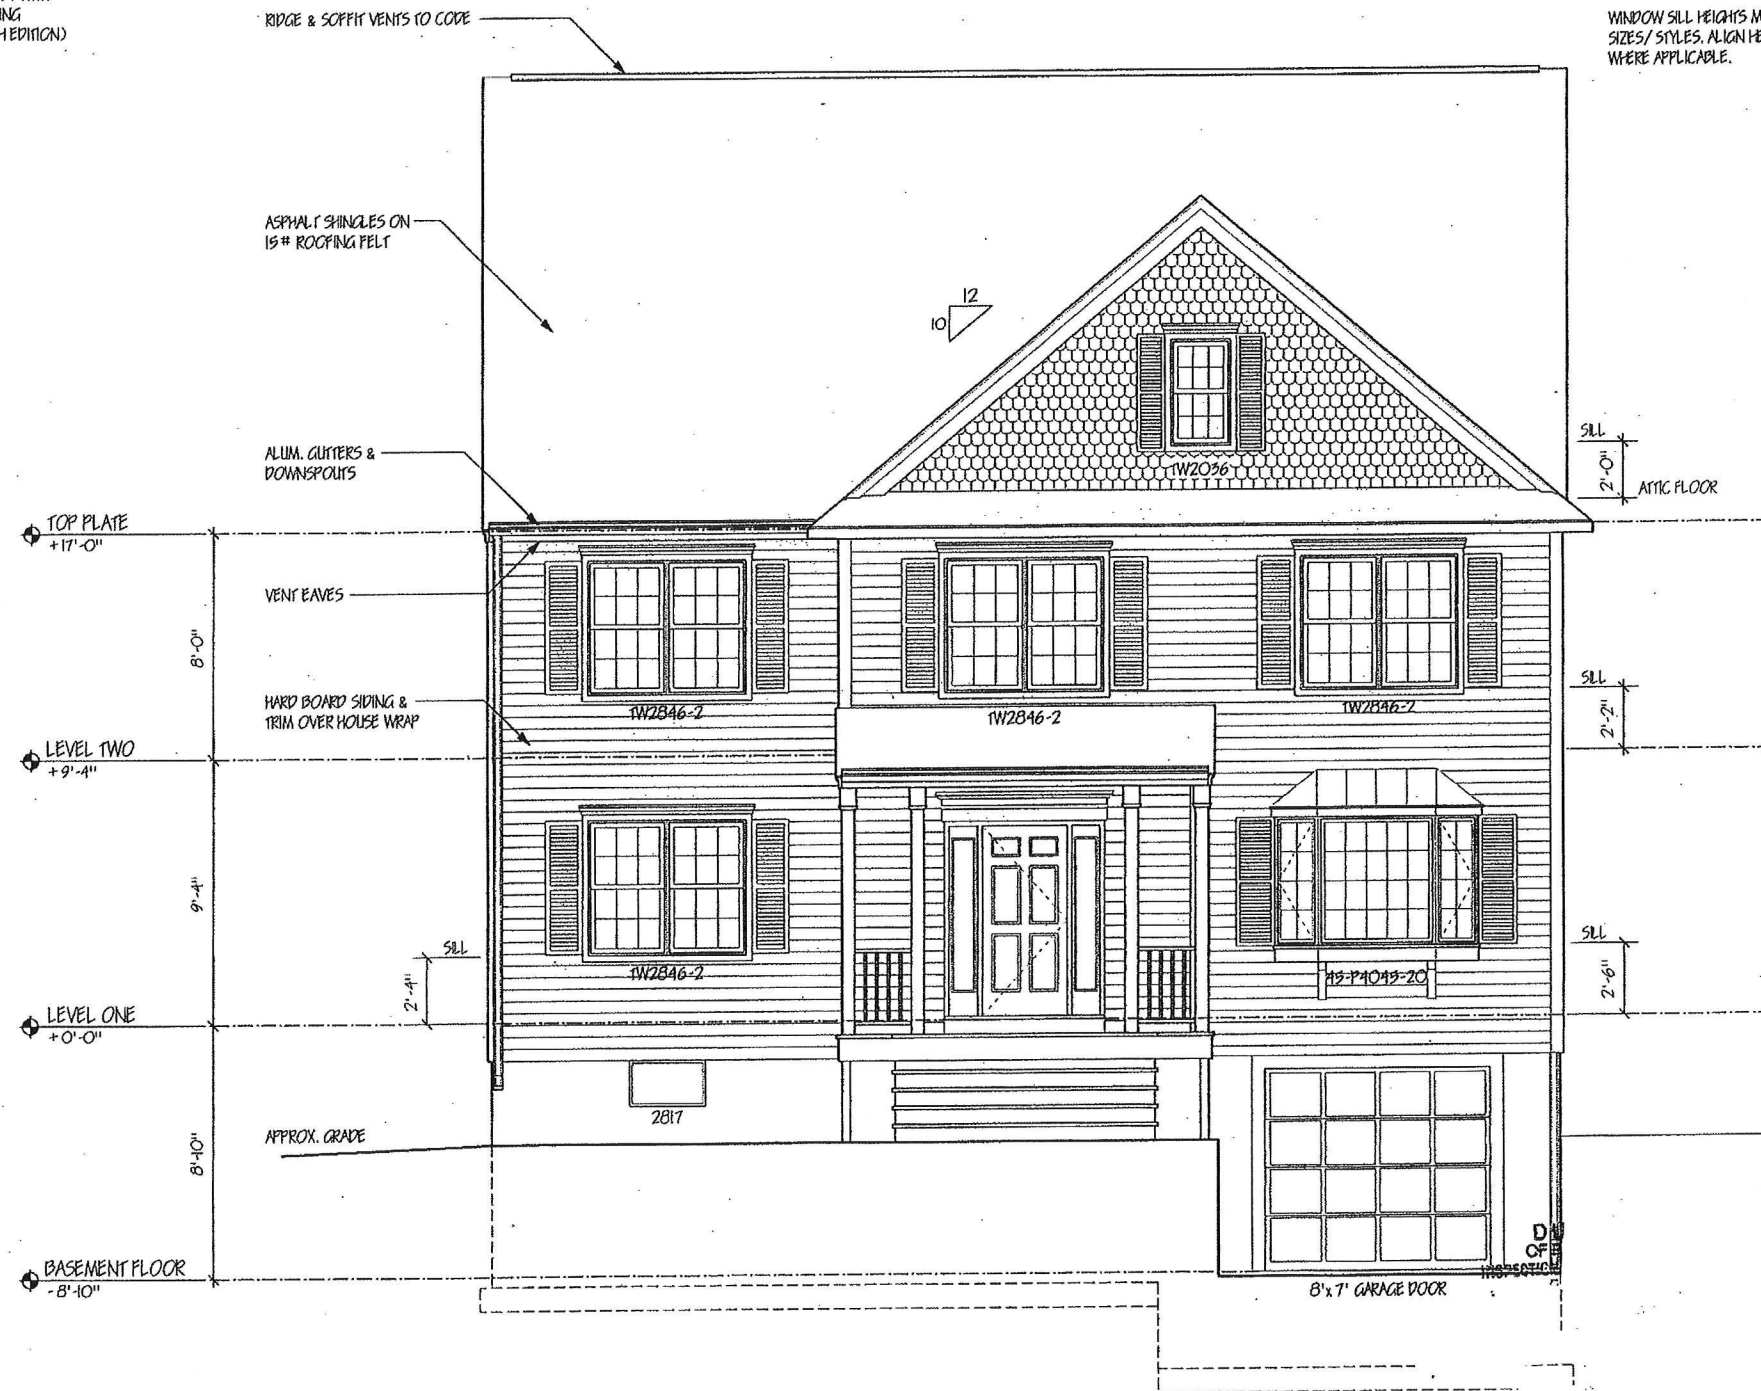 NG
H EDITION)
RIDGE & SOFFIT VENTS TO CODE
WINDOW SILL HEIGHTS M
SIZES/ STYLES. ALIGN HE
WHERE APPLICABLE.
ASPHALT SHINGLES ON
15# ROOFING FELT
12
10
ALUM. GUTTERS &
DOWNSPOUTS
SILL
TW2036
2'-0"
ATTIC FLOOR
TOP PLATE
+17'-0"
VENT EAVES
8'-0"
HARD BOARD SIDING &
TRIM OVER HOUSE WRAP
SILL
TW2846-2
TW2846-2
TW2846-2
2'-2"
LEVEL TWO
+9'-4"
9'-4"
SILL
SILL
TW2846-2
45-P4045-20
2'-4"
2'-6"
LEVEL ONE
+0'-0"
2817
APPROX. GRADE
8'-10"
BASEMENT FLOOR
-8'-10"
8'x7' GARAGE DOOR